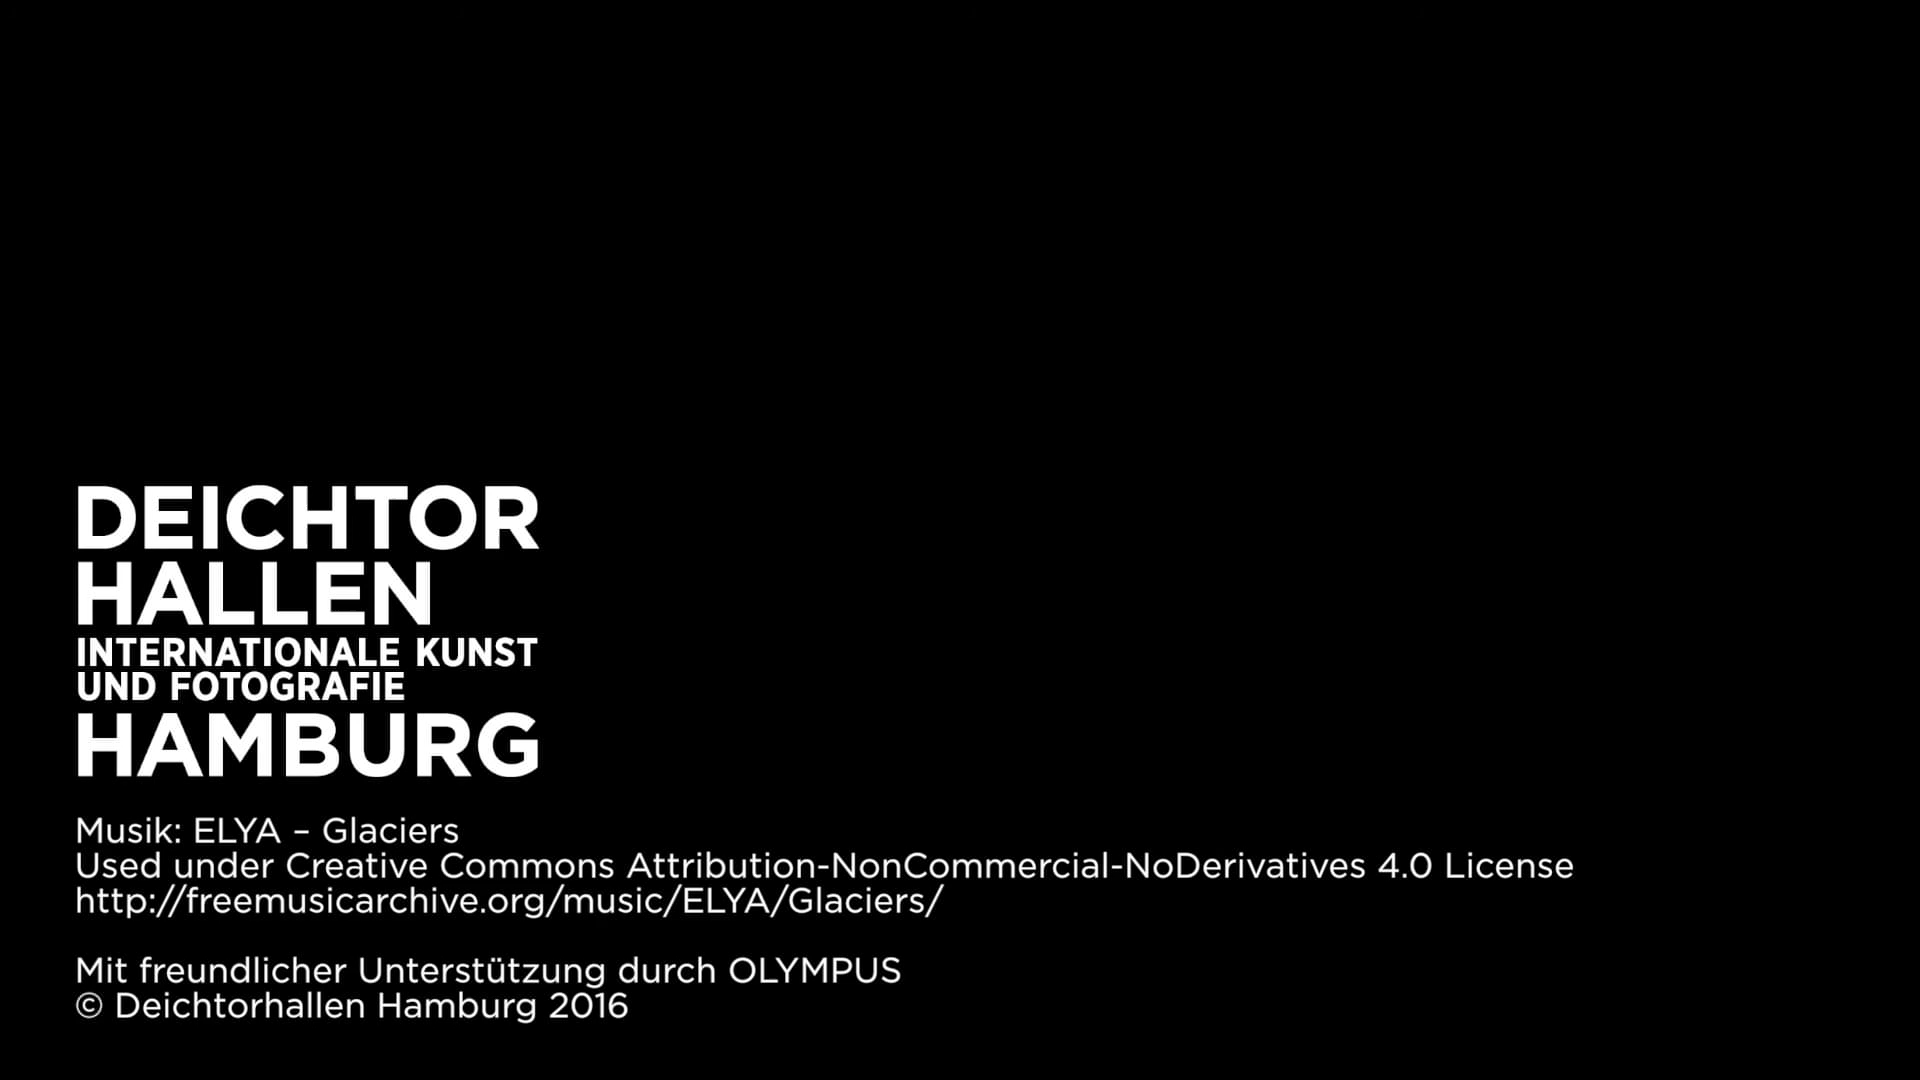 DEICHTOR
HALLEN
INTERNATIONALE KUNST
UND FOTOGRAFIE
HAMBURG
Musik: ELYA – Glaciers
Used under Creative Commons Attribution-NonCommercial-NoDerivatives 4.0 License
http://freemusicarchive.org/music/ELYA/Glaciers/
Mit freundlicher Unterstützung durch OLYMPUS
© Deichtorhallen Hamburg 2016